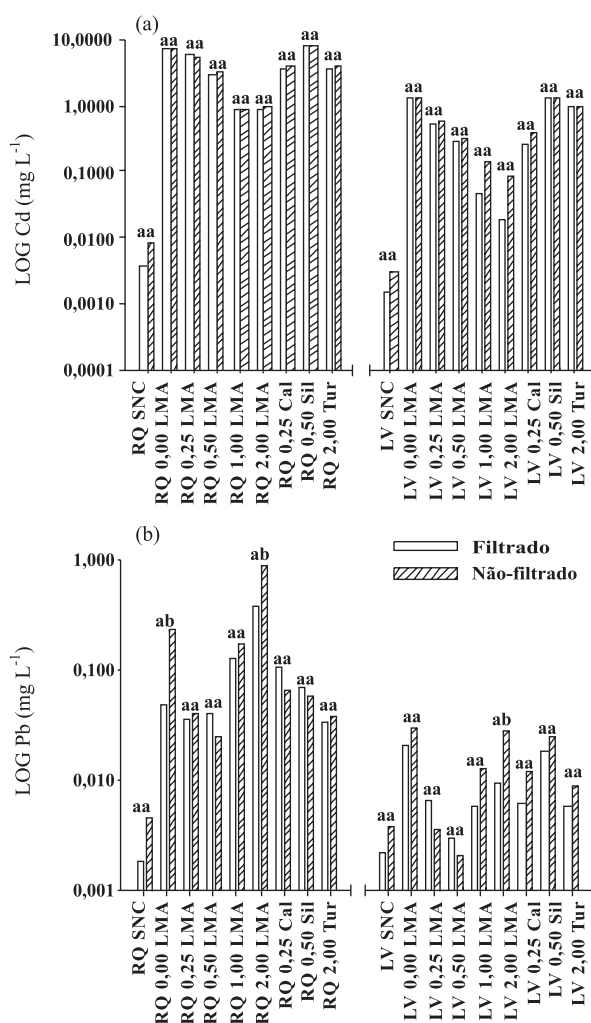 (a)
LOG Cd (mg L-1)
10,0000
1,0000
0,1000
0,0100
0,0010
0,0001
aa aa aa aa aa aa aa aa aa
aa aa aa aa aa aa aa aa aa
RQ SNC
RQ 0,00 LMA
RQ 0,25 LMA
RQ 0,50 LMA
RQ 1,00 LMA
RQ 2,00 LMA
RQ 0,25 Cal
RQ 0,50 Sil
RQ 2,00 Tur
LV SNC
LV 0,00 LMA
LV 0,25 LMA
LV 0,50 LMA
LV 1,00 LMA
LV 2,00 LMA
LV 0,25 Cal
LV 0,50 Sil
LV 2,00 Tur
(b)
Filtrado
Não-filtrado
LOG Pb (mg L-1)
1,000
0,100
0,010
0,001
aa ab aa aa aa ab aa aa aa
aa aa aa aa aa ab aa aa aa
RQ SNC
RQ 0,00 LMA
RQ 0,25 LMA
RQ 0,50 LMA
RQ 1,00 LMA
RQ 2,00 LMA
RQ 0,25 Cal
RQ 0,50 Sil
RQ 2,00 Tur
LV SNC
LV 0,00 LMA
LV 0,25 LMA
LV 0,50 LMA
LV 1,00 LMA
LV 2,00 LMA
LV 0,25 Cal
LV 0,50 Sil
LV 2,00 Tur